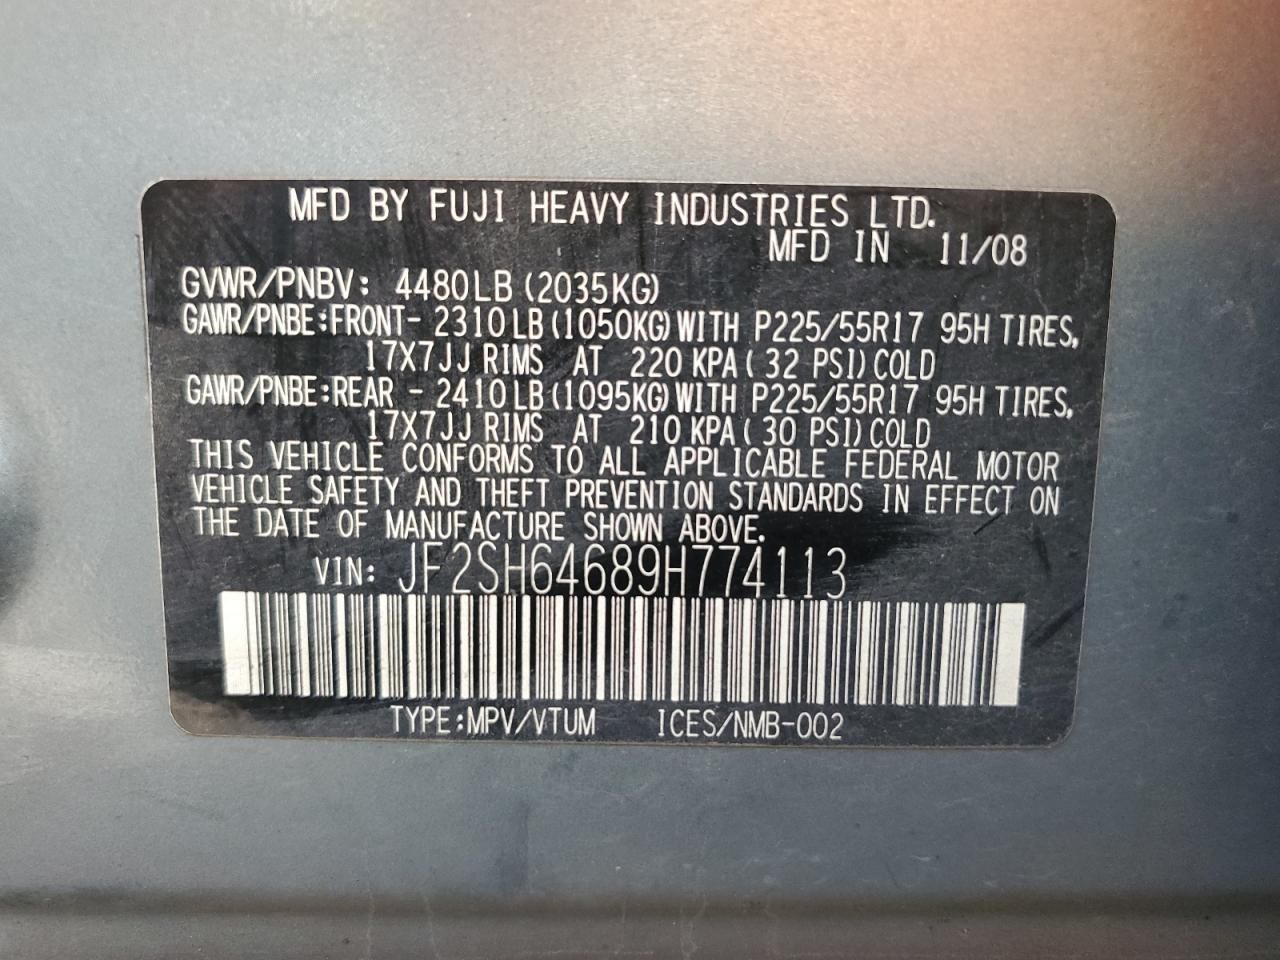 MFD BY FUJI HEAVY INDUSTRIES LTD.
MFD IN 11/08
GVWR/PNBV: 4480LB (2035KG)
GAWR/PNBE:FRONT- 2310LB (1050KG) WITH P225/55R17 95H TIRES,
17X7JJ RIMS AT 220 KPA ( 32 PSI) COLD
GAWR/PNBE:REAR - 2410LB (1095KG) WITH P225/55R17 95H TIRES,
17X7JJ RIMS AT 210 KPA ( 30 PSI) COLD
THIS VEHICLE CONFORMS TO ALL APPLICABLE FEDERAL MOTOR
VEHICLE SAFETY AND THEFT PREVENTION STANDARDS IN EFFECT ON
THE DATE OF MANUFACTURE SHOWN ABOVE.
VIN: JF2SH64689H774113
TYPE:MPV/VTUM ICES/NMB-002